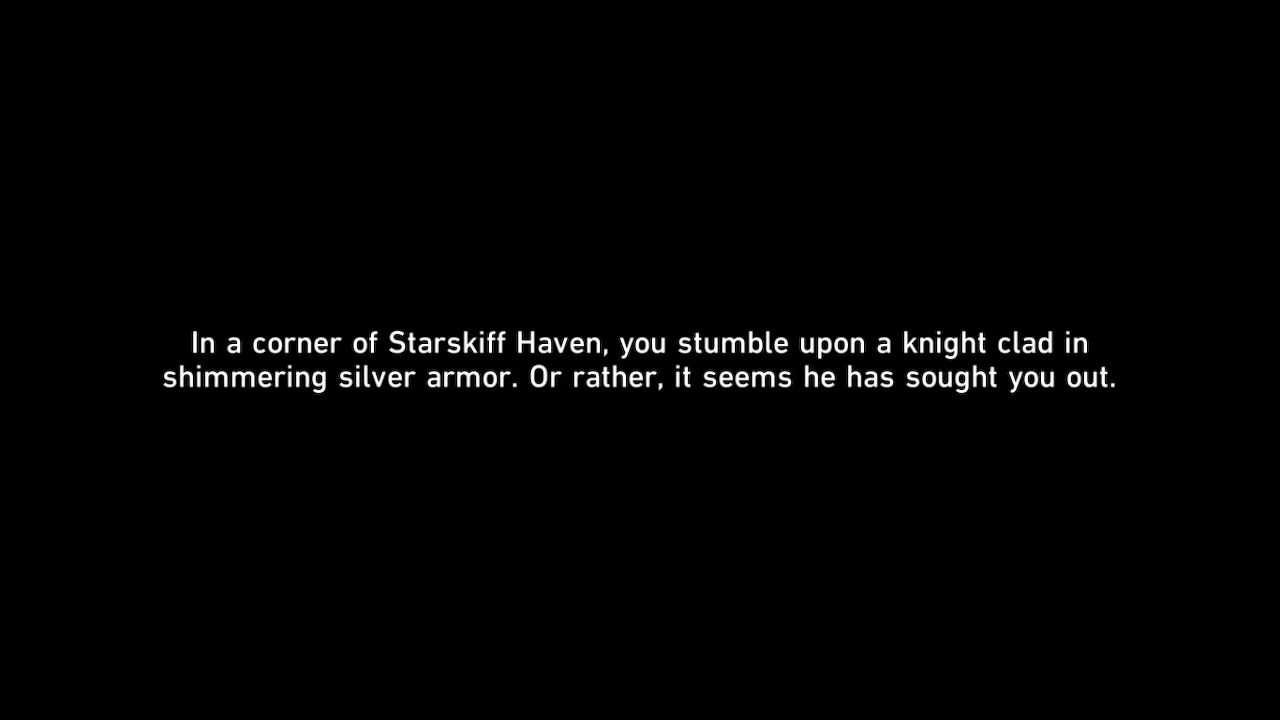 In a corner of Starskiff Haven, you stumble upon a knight clad in
shimmering silver armor. Or rather, it seems he has sought you out.